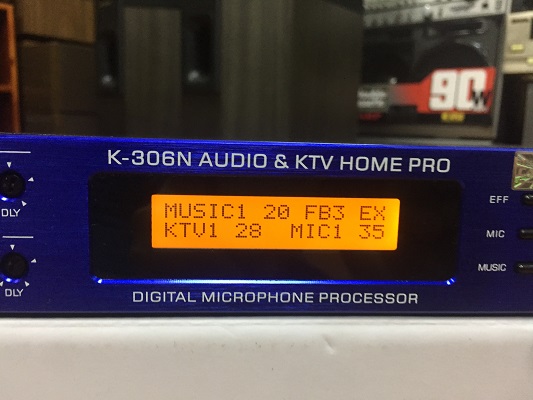 90W
K-306N AUDIO & KTV HOME PRO
MUSIC1 20 FB3 EX
KTV1 28 MIC1 35
DLY
DLY
EFF
MIC
MUSIC
DIGITAL MICROPHONE PROCESSOR